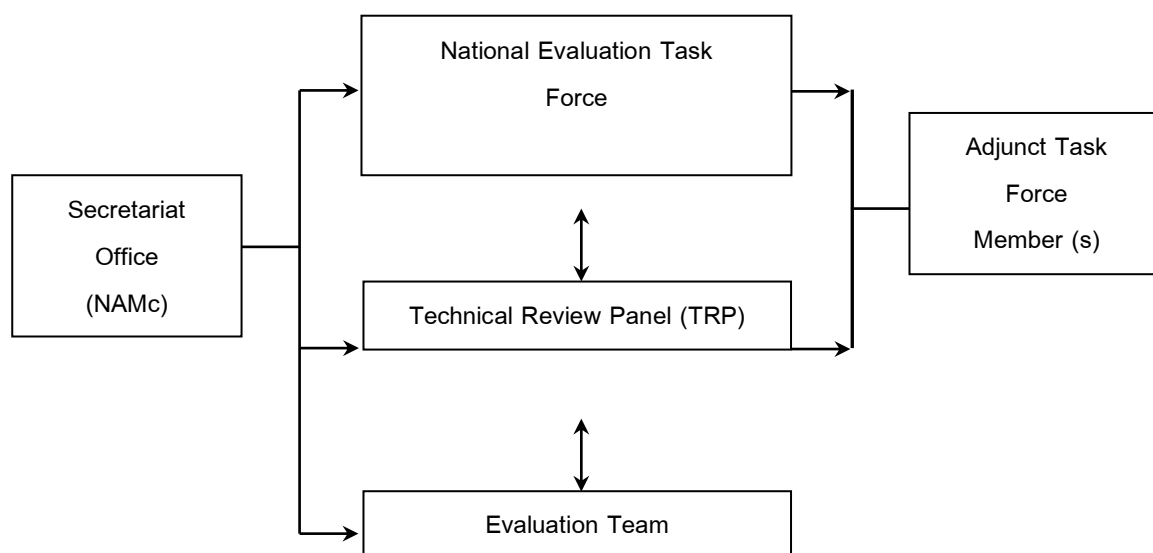 National Evaluation Task
Force
Secretariat
Office
(NAMc)
Adjunct Task
Force
Member (s)
Technical Review Panel (TRP)
Evaluation Team